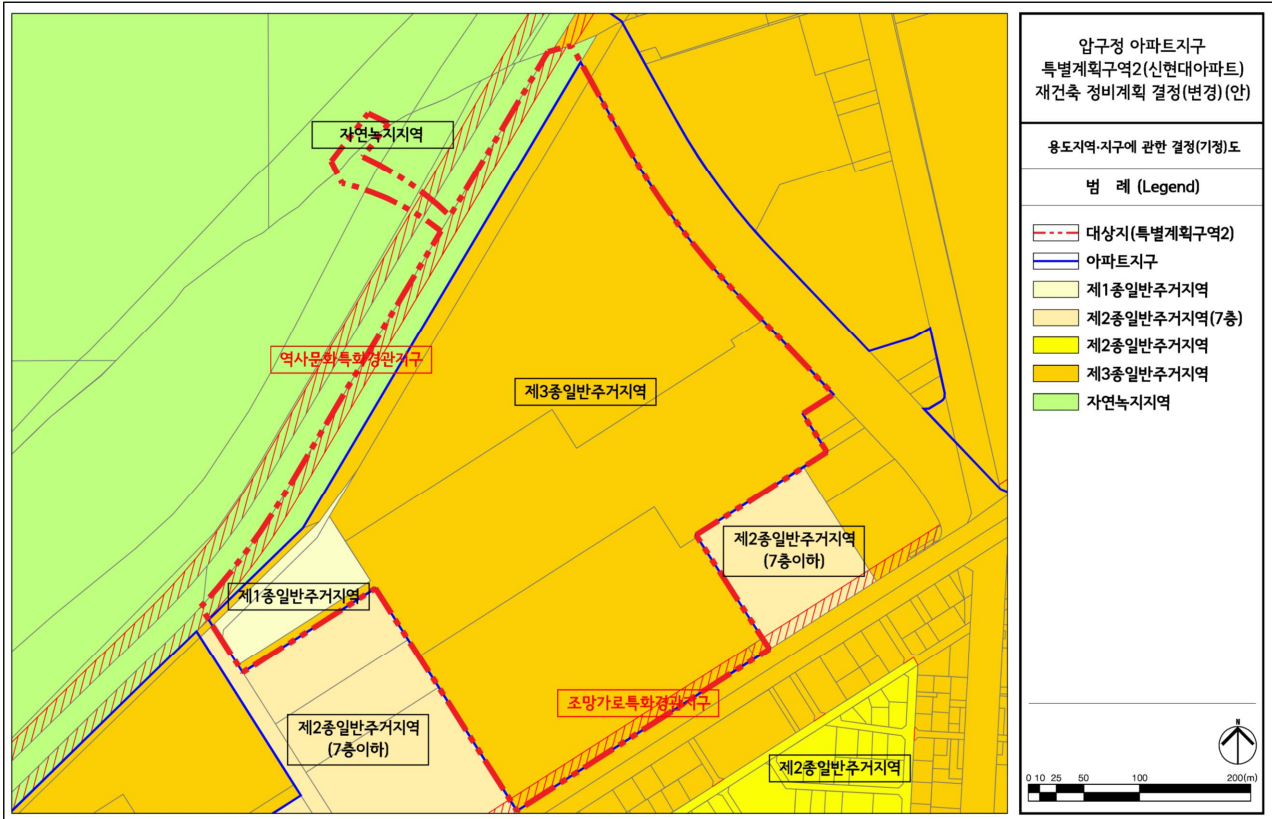 자연녹지지역
역사문화특화경관지구
제3종일반주거지역
제2종일반주거지역
(7층이하)
제1종일반주거지역
조망가로특화경관지구
제2종일반주거지역
(7층이하)
제2종일반주거지역
압구정 아파트지구
특별계획구역2(신현대아파트)
재건축 정비계획 결정(변경)(안)
용도지역·지구에 관한 결정(기정)도
범 례 (Legend)
대상지(특별계획구역2)
아파트지구
제1종일반주거지역
제2종일반주거지역(7층)
제2종일반주거지역
제3종일반주거지역
자연녹지지역
N
0 10 25 50 100 200(m)